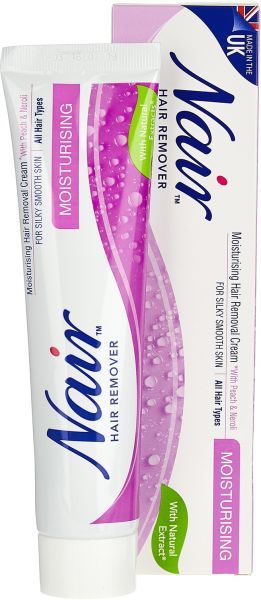 Nair™
HAIR REMOVER
Moisturising Hair Removal Cream *With Peach & Neroli
FOR SILKY SMOOTH SKIN | All Hair Types
MOISTURISING
With Natural
Extract*
MADE IN THE
UK
Nair™
HAIR REMOVER
Moisturising Hair Removal Cream *With Peach & Neroli
FOR SILKY SMOOTH SKIN | All Hair Types
MOISTURISING
With Natural
Extract*